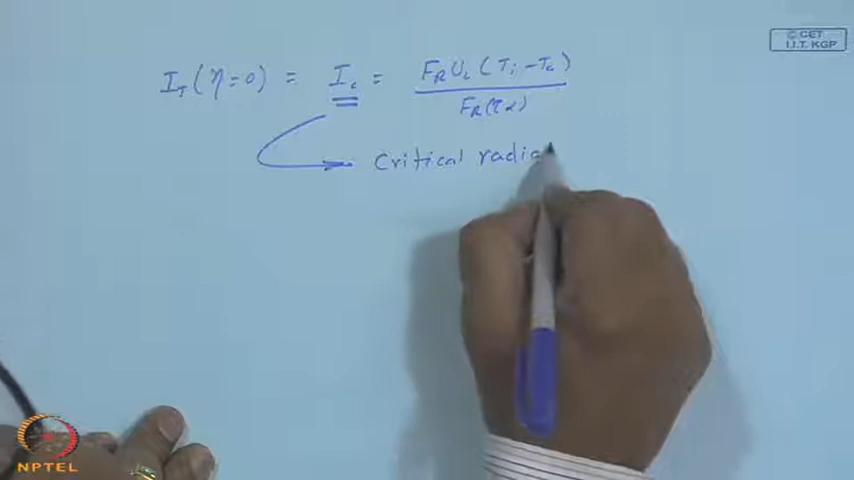 © CET
I.I.T. KGP
I_T (η=0) = I_c = F_R U_L (T_i - T_a) / F_R (τα)
Critical radia
NPTEL